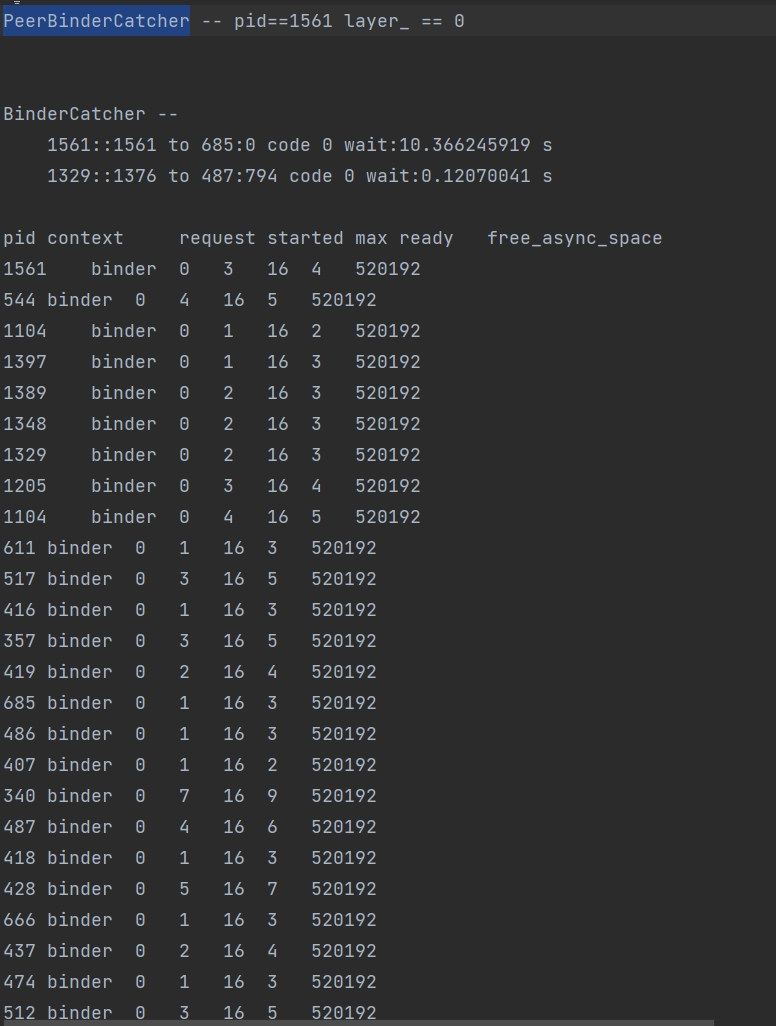 PeerBinderCatcher -- pid==1561 layer_ == 0
BinderCatcher --
1561::1561 to 685:0 code 0 wait:10.366245919 s
1329::1376 to 487:794 code 0 wait:0.12070041 s
pid context request started max ready free_async_space
1561 binder 0 3 16 4 520192
544 binder 0 4 16 5 520192
1104 binder 0 1 16 2 520192
1397 binder 0 1 16 3 520192
1389 binder 0 2 16 3 520192
1348 binder 0 2 16 3 520192
1329 binder 0 2 16 3 520192
1205 binder 0 3 16 4 520192
1104 binder 0 4 16 5 520192
611 binder 0 1 16 3 520192
517 binder 0 3 16 5 520192
416 binder 0 1 16 3 520192
357 binder 0 3 16 5 520192
419 binder 0 2 16 4 520192
685 binder 0 1 16 3 520192
486 binder 0 1 16 3 520192
407 binder 0 1 16 2 520192
340 binder 0 7 16 9 520192
487 binder 0 4 16 6 520192
418 binder 0 1 16 3 520192
428 binder 0 5 16 7 520192
666 binder 0 1 16 3 520192
437 binder 0 2 16 4 520192
474 binder 0 1 16 3 520192
512 binder 0 3 16 5 520192